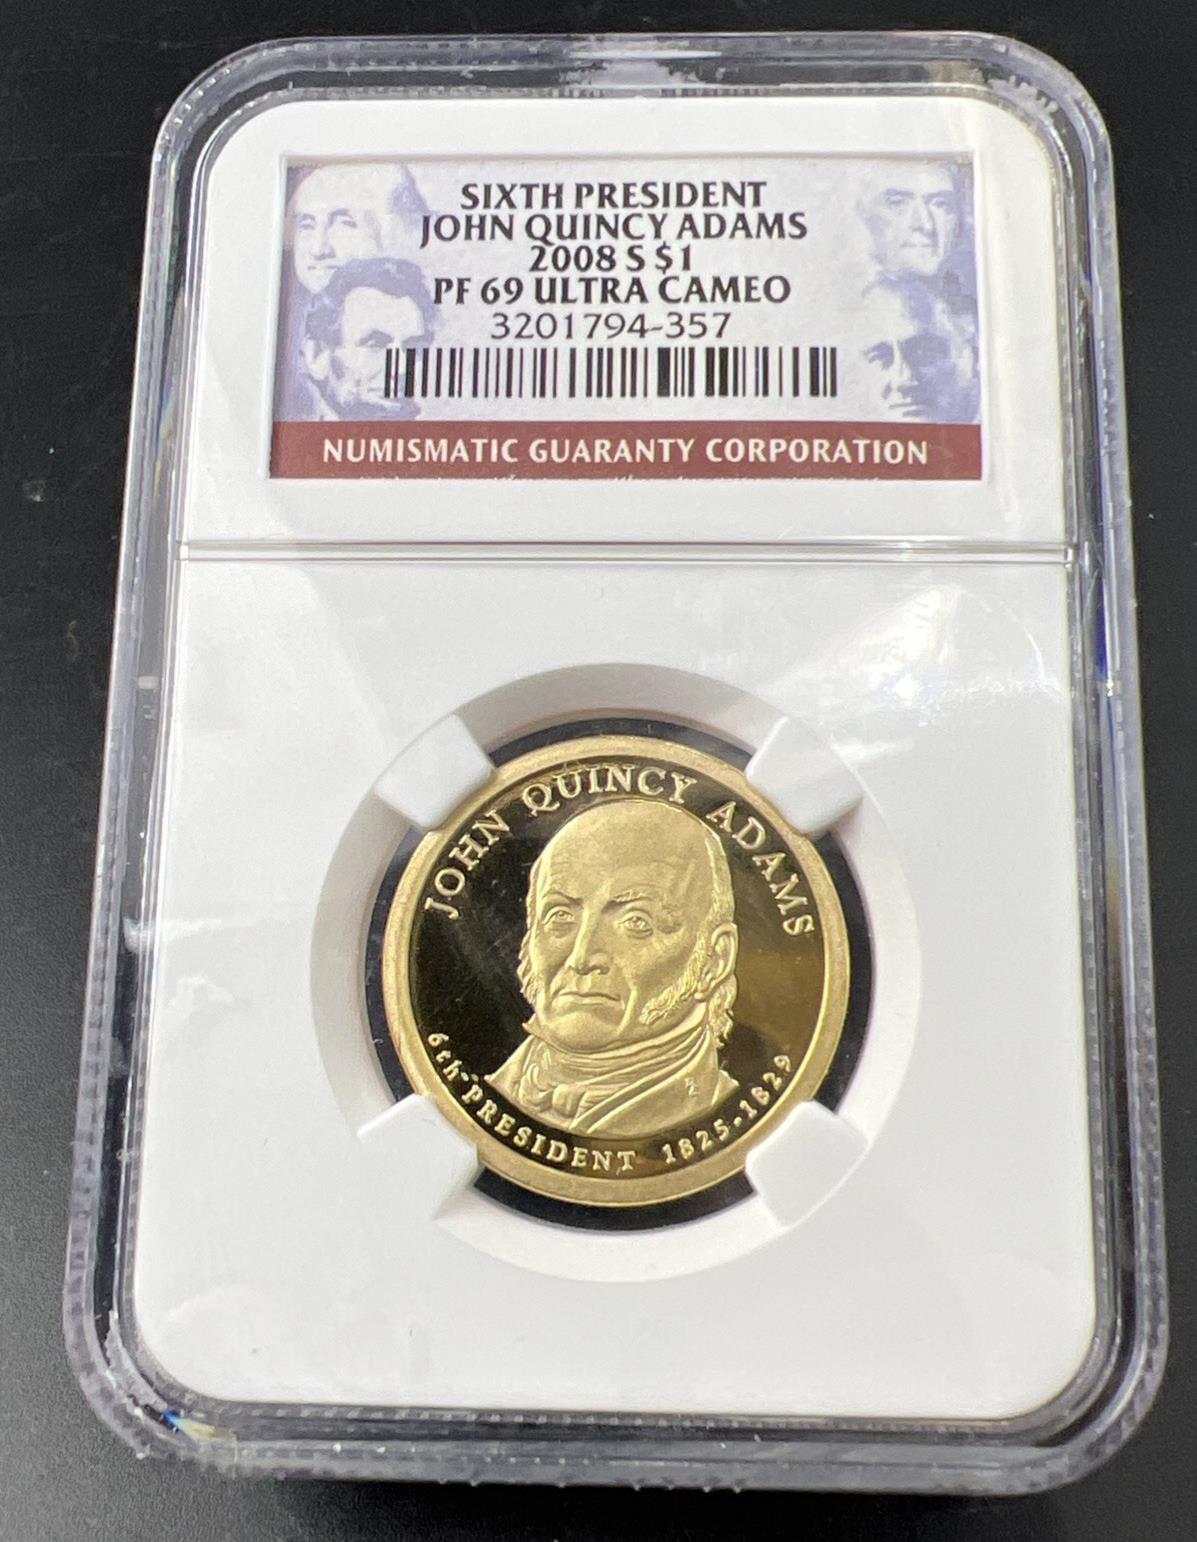 SIXTH PRESIDENT
JOHN QUINCY ADAMS
2008 S $1
PF 69 ULTRA CAMEO
3201794-357
NUMISMATIC GUARANTY CORPORATION
JOHN QUINCY ADAMS
6th PRESIDENT 1825-1829